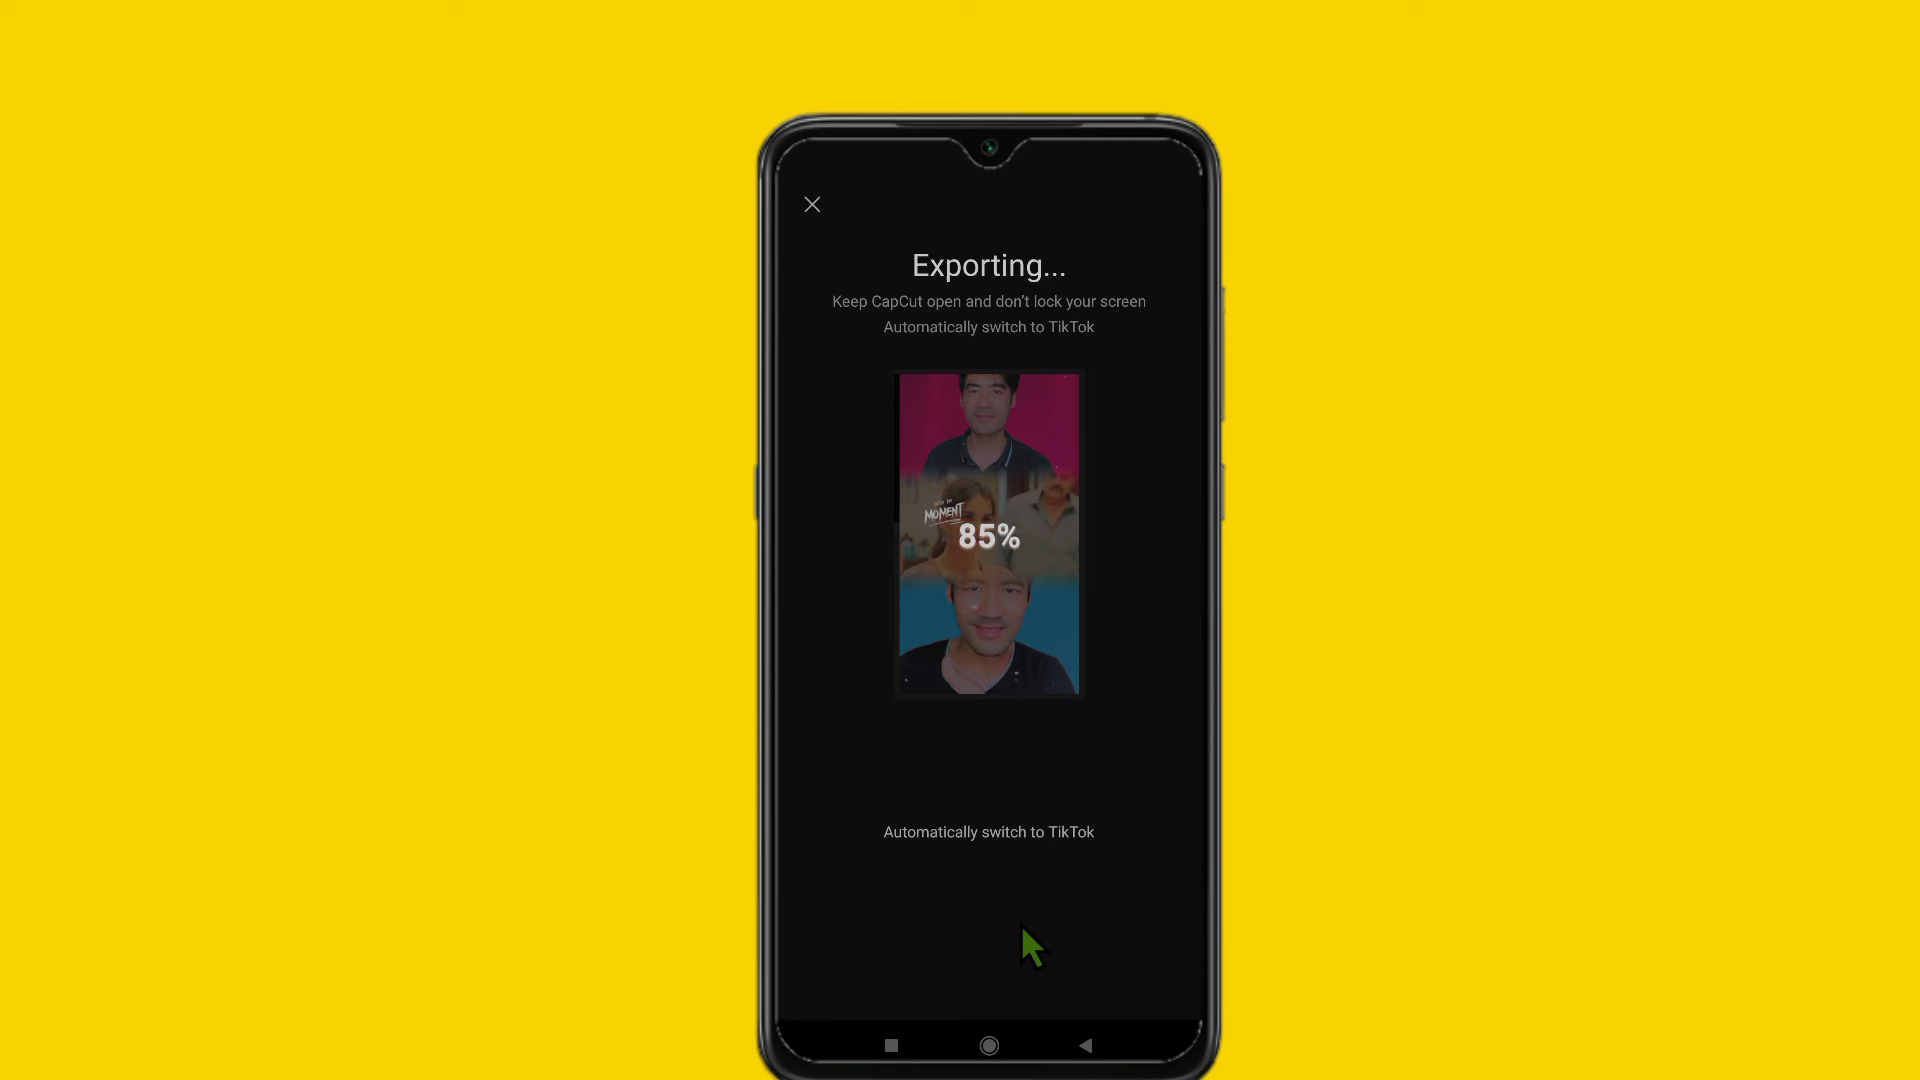 Exporting...
Keep CapCut open and don't lock your screen
Automatically switch to TikTok
MOMENT
85%
Automatically switch to TikTok